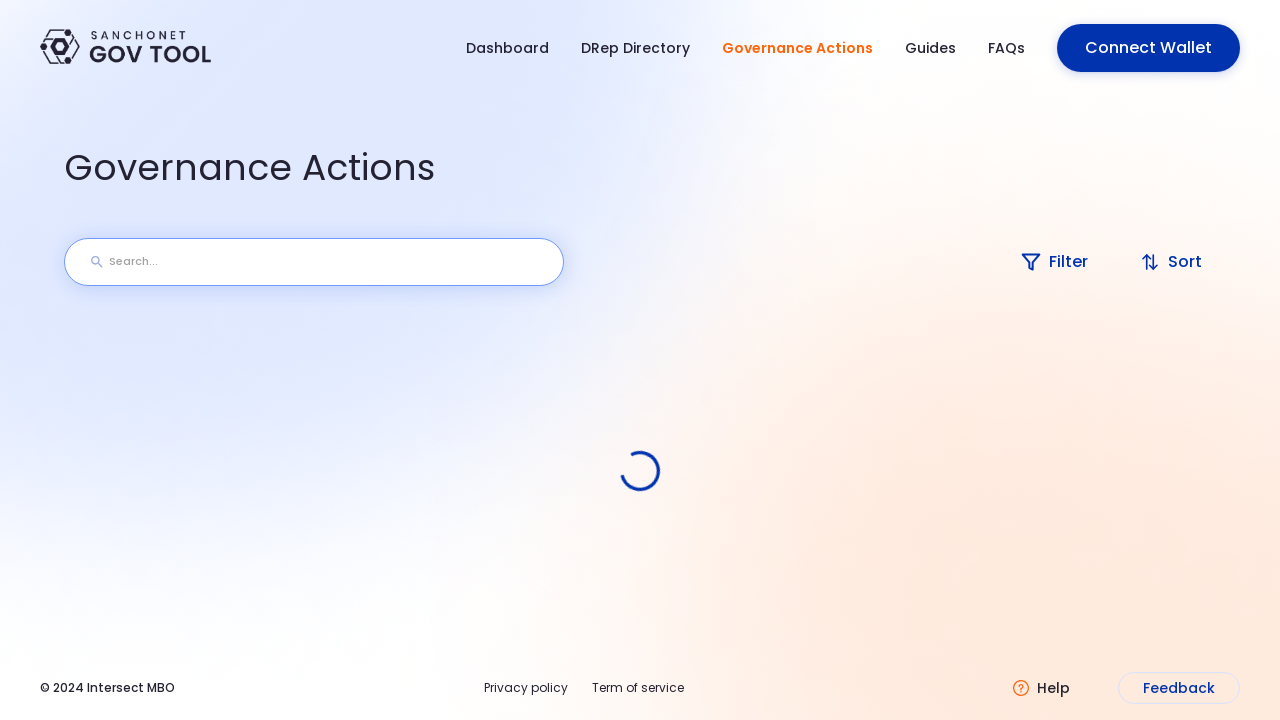 SANCHONET
GOV TOOL
Dashboard
DRep Directory
Governance Actions
Guides
FAQs
Connect Wallet
Governance Actions
Search...
Filter
Sort
© 2024 Intersect MBO
Privacy policy
Term of service
Help
Feedback